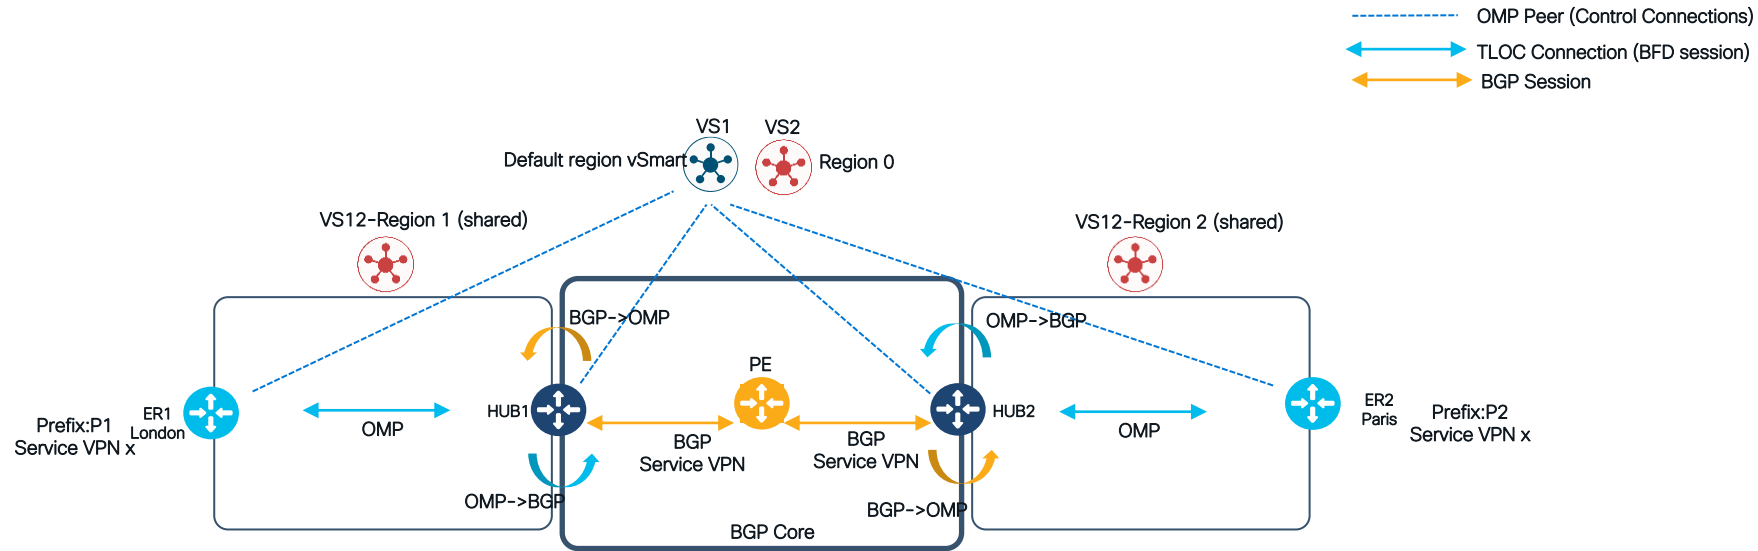 OMP Peer (Control Connections)
TLOC Connection (BFD session)
BGP Session
VS1
VS2
Default region vSmart
Region 0
VS12-Region 1 (shared)
VS12-Region 2 (shared)
BGP->OMP
OMP->BGP
PE
Prefix:P1
Service VPN x
ER1
London
OMP
HUB1
BGP
Service VPN
BGP
Service VPN
HUB2
OMP
ER2
Paris
Prefix:P2
Service VPN x
OMP->BGP
BGP->OMP
BGP Core